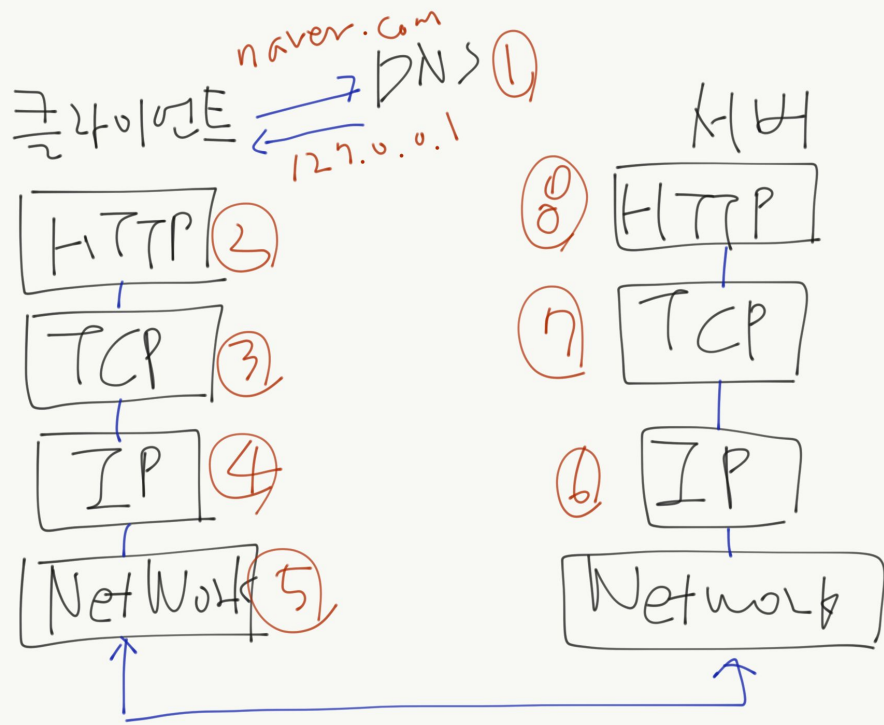 naver.com
DNS ①
클라이언트
127.0.0.1
서버
HTTP ②
⑧ HTTP
TCP ③
⑦ TCP
IP ④
⑥ IP
NetWork ⑤
Network